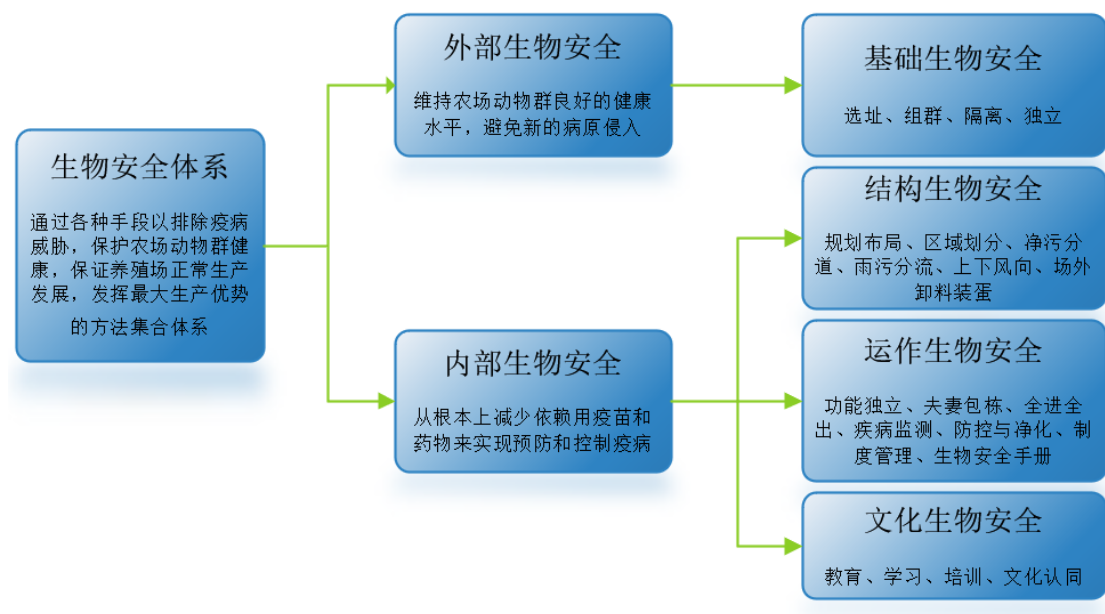 生物安全体系
通过各种手段以排除疫病
威胁，保护农场动物群健
康，保证养殖场正常生产
发展，发挥最大生产优势
的方法集合体系
外部生物安全
维持农场动物群良好的健康
水平，避免新的病原侵入
内部生物安全
从根本上减少依赖用疫苗和
药物来实现预防和控制疫病
基础生物安全
选址、组群、隔离、独立
结构生物安全
规划布局、区域划分、净污分
道、雨污分流、上下风向、场外
卸料装蛋
运作生物安全
功能独立、夫妻包栋、全进全
出、疾病监测、防控与净化、制
度管理、生物安全手册
文化生物安全
教育、学习、培训、文化认同